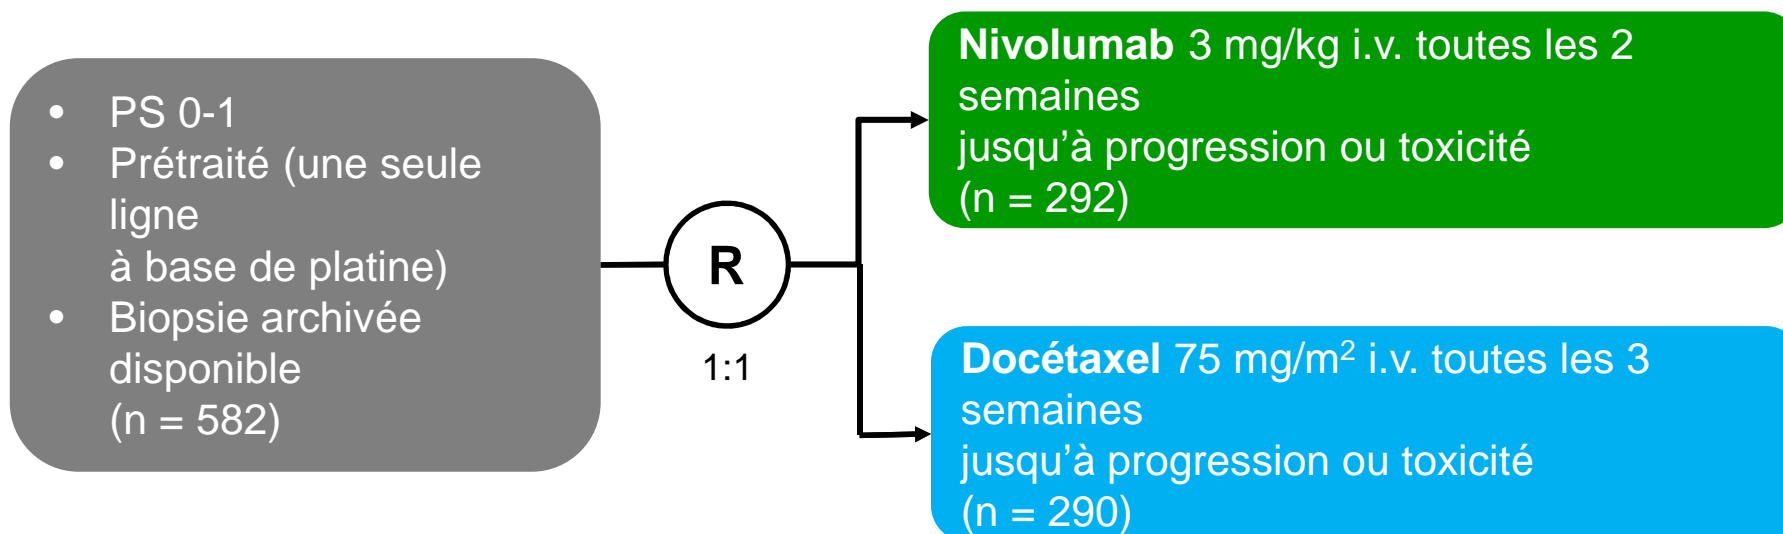 • PS 0-1
• Prétraité (une seule
ligne
à base de platine)
• Biopsie archivée
disponible
(n = 582)
R
1:1
Nivolumab 3 mg/kg i.v. toutes les 2
semaines
jusqu’à progression ou toxicité
(n = 292)
Docétaxel 75 mg/m² i.v. toutes les 3
semaines
jusqu’à progression ou toxicité
(n = 290)